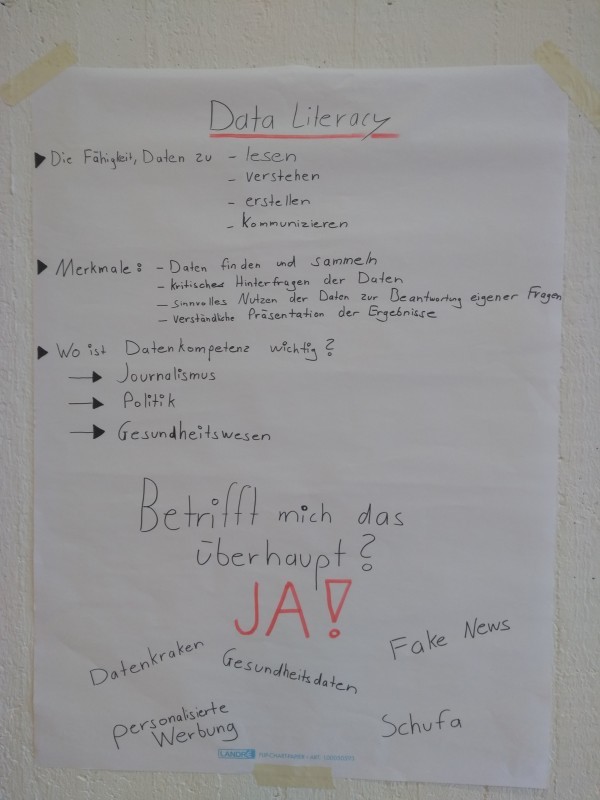 Data Literacy
▶ Die Fähigkeit, Daten zu - lesen
- verstehen
- erstellen
- kommunizieren
▶ Merkmale: - Daten finden und sammeln
- kritisches Hinterfragen der Daten
- sinnvolles Nutzen der Daten zur Beantwortung eigener Fragen
- verständliche Präsentation der Ergebnisse
▶ Wo ist Datenkompetenz wichtig?
→ Journalismus
→ Politik
→ Gesundheitswesen
Betrifft mich das
überhaupt?
JA!
Datenkraken Gesundheitsdaten Fake News
personalisierte
Werbung
Schufa